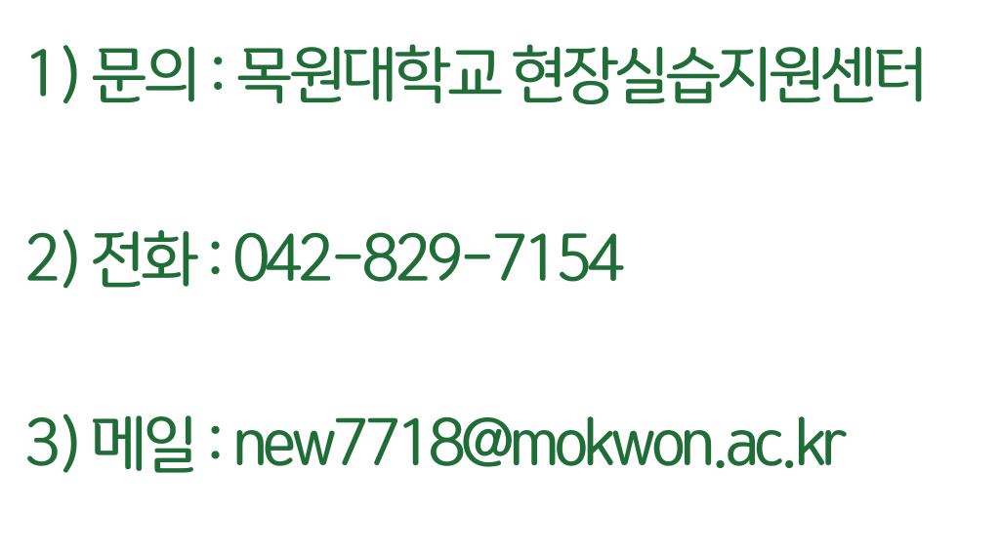 1) 문의 : 목원대학교 현장실습지원센터
2) 전화 : 042-829-7154
3) 메일 : new7718@mokwon.ac.kr